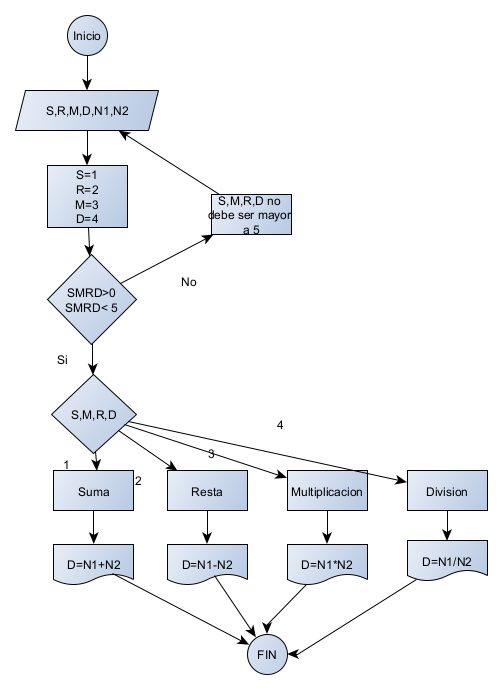 Inicio
S,R,M,D,N1,N2
S=1
R=2
M=3
D=4
S,M,R,D no
debe ser mayor
a 5
SMRD>0
SMRD< 5
No
Si
S,M,R,D
4
3
1
2
Suma
Resta
Multiplicacion
Division
D=N1+N2
D=N1-N2
D=N1*N2
D=N1/N2
FIN